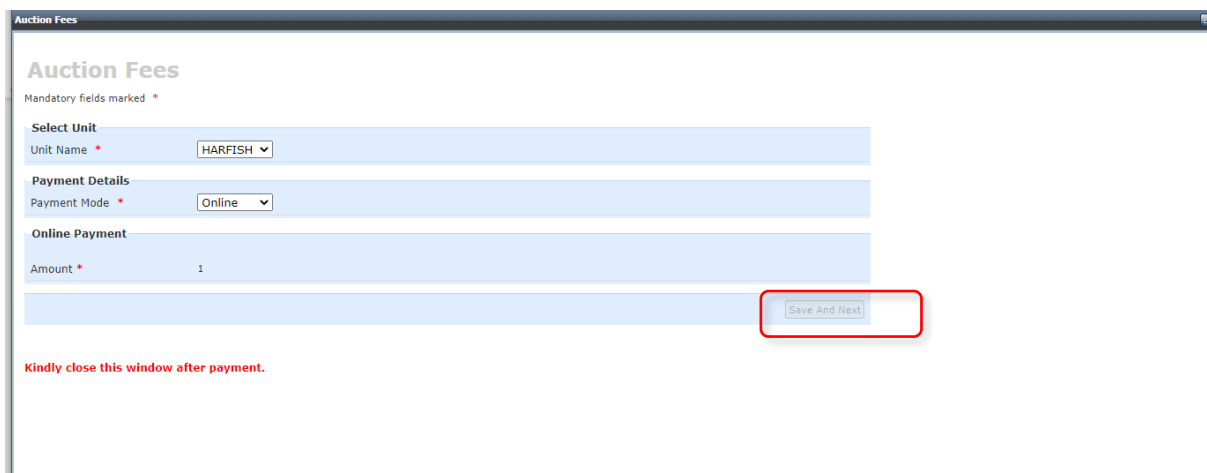 Auction Fees
Auction Fees
Mandatory fields marked *
Select Unit
Unit Name * HARFISH
Payment Details
Payment Mode * Online
Online Payment
Amount * 1
Save And Next
Kindly close this window after payment.